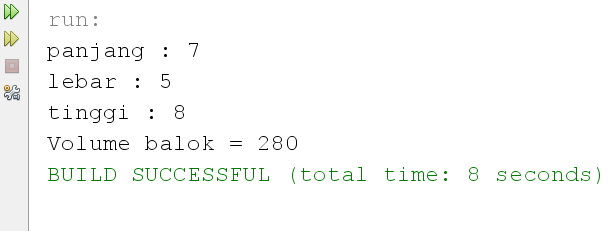 run:
panjang : 7
lebar : 5
tinggi : 8
Volume balok = 280
BUILD SUCCESSFUL (total time: 8 seconds)